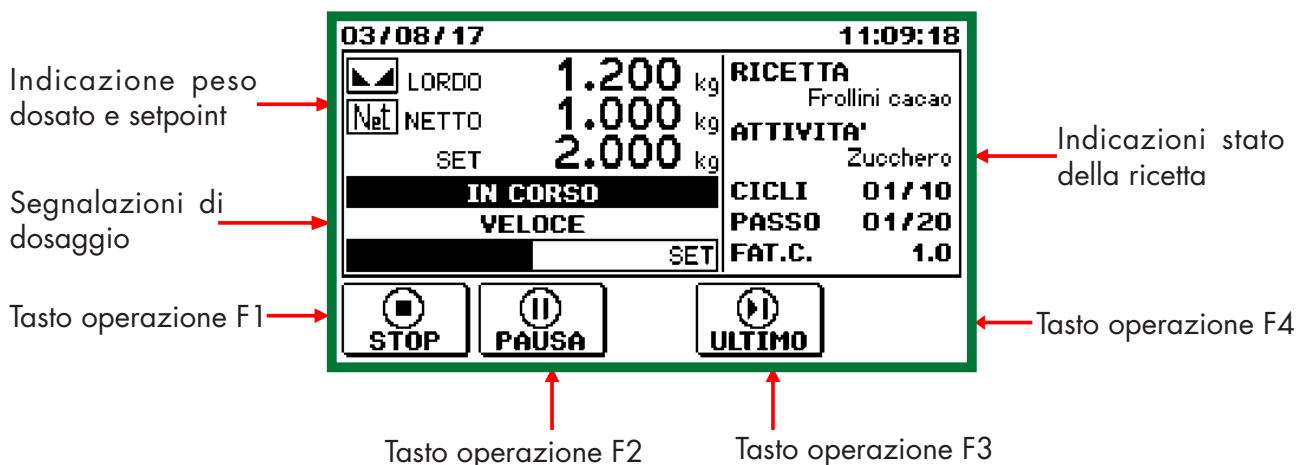 03/08/17 11:09:18
Indicazione peso
dosato e setpoint
LORDO 1.200 kg
Net NETTO 1.000 kg
SET 2.000 kg
RICETTA
Frollini cacao
ATTIVITA'
Zucchero
CICLI 01/10
PASSO 01/20
FAT.C. 1.0
Indicazioni stato
della ricetta
Segnalazioni di
dosaggio
IN CORSO
VELOCE
SET
Tasto operazione F1
STOP
PAUSA
ULTIMO
Tasto operazione F4
Tasto operazione F2
Tasto operazione F3